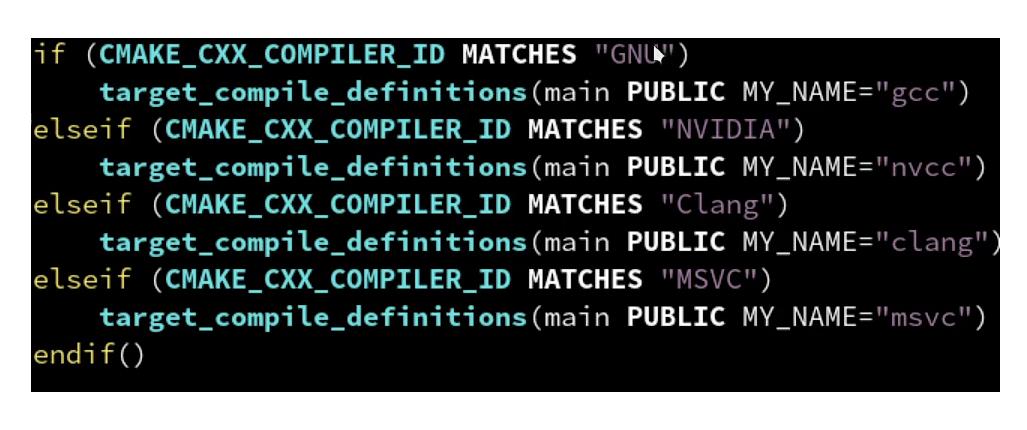 if (CMAKE_CXX_COMPILER_ID MATCHES "GNU")
    target_compile_definitions(main PUBLIC MY_NAME="gcc")
elseif (CMAKE_CXX_COMPILER_ID MATCHES "NVIDIA")
    target_compile_definitions(main PUBLIC MY_NAME="nvcc")
elseif (CMAKE_CXX_COMPILER_ID MATCHES "Clang")
    target_compile_definitions(main PUBLIC MY_NAME="clang")
elseif (CMAKE_CXX_COMPILER_ID MATCHES "MSVC")
    target_compile_definitions(main PUBLIC MY_NAME="msvc")
endif()